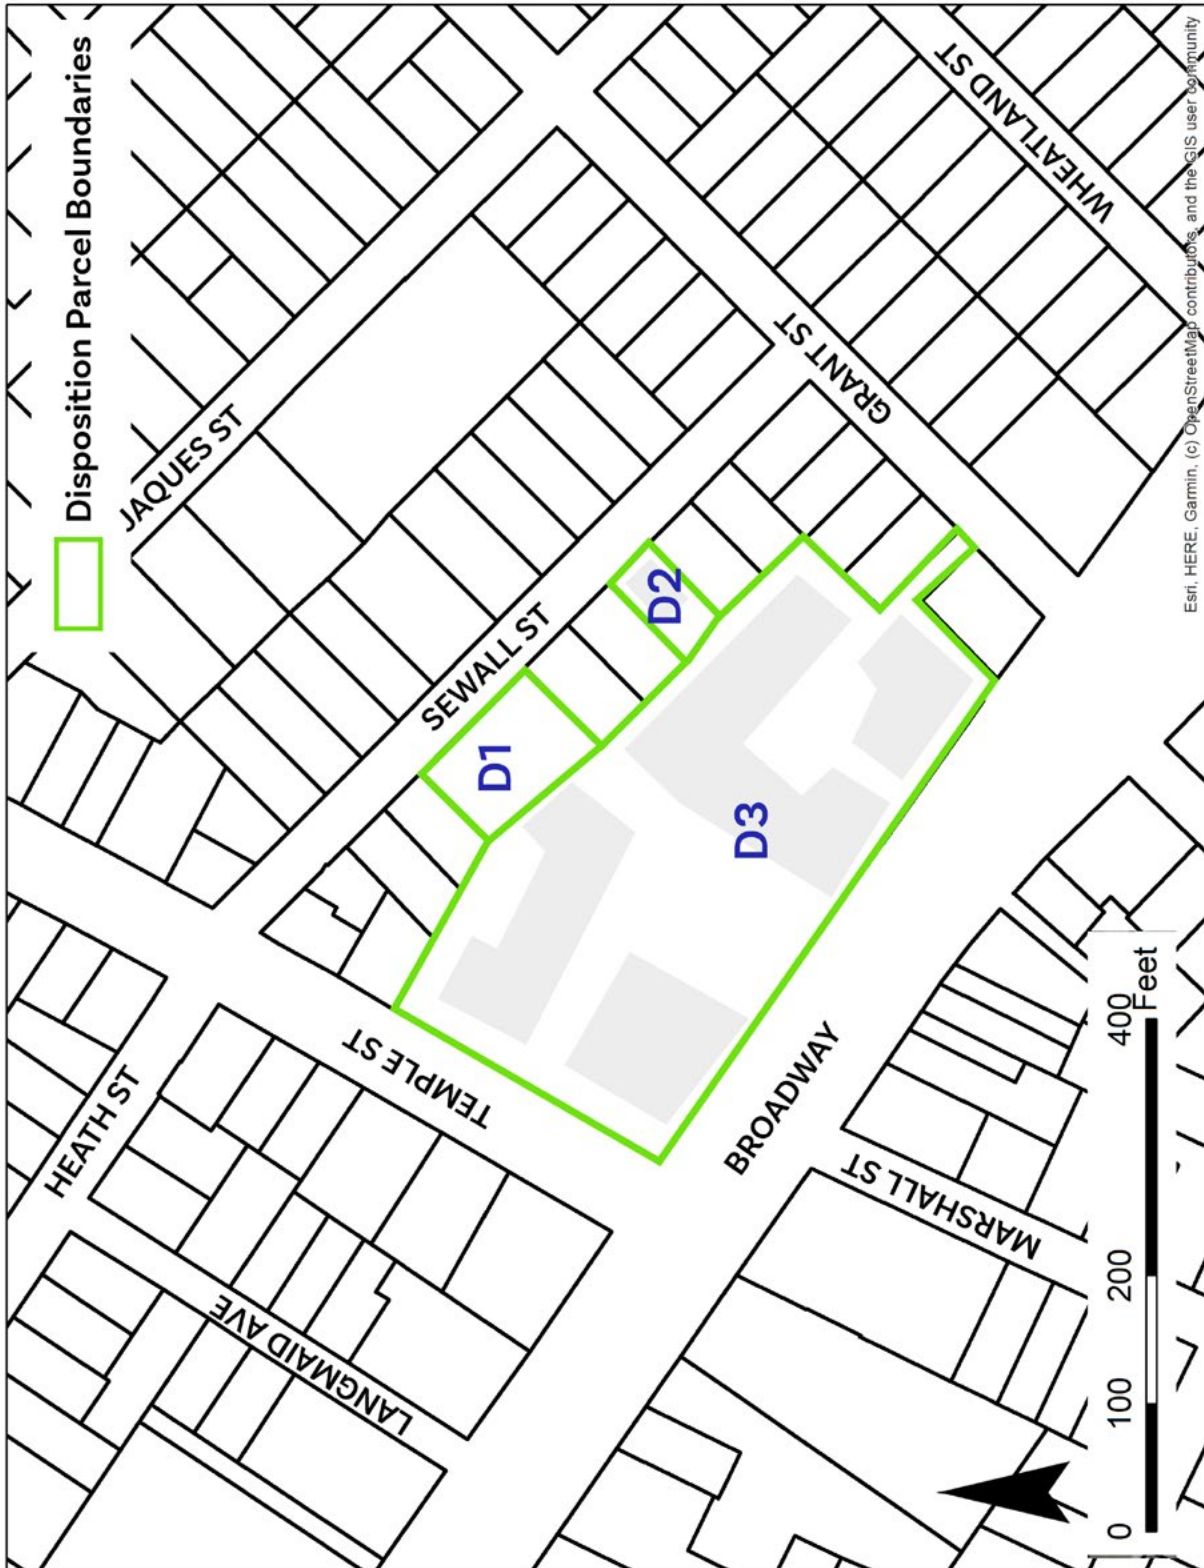 Disposition Parcel Boundaries
JAQUES ST
HEATH ST
SEWALL ST
WHEATLAND ST
TEMPLE ST
LANGMAID AVE
GRANT ST
D1
D2
D3
BROADWAY
MARSHALL ST
0 100 200 400
Feet
Esri, HERE, Garmin, (c) OpenStreetMap contributors, and the GIS user community